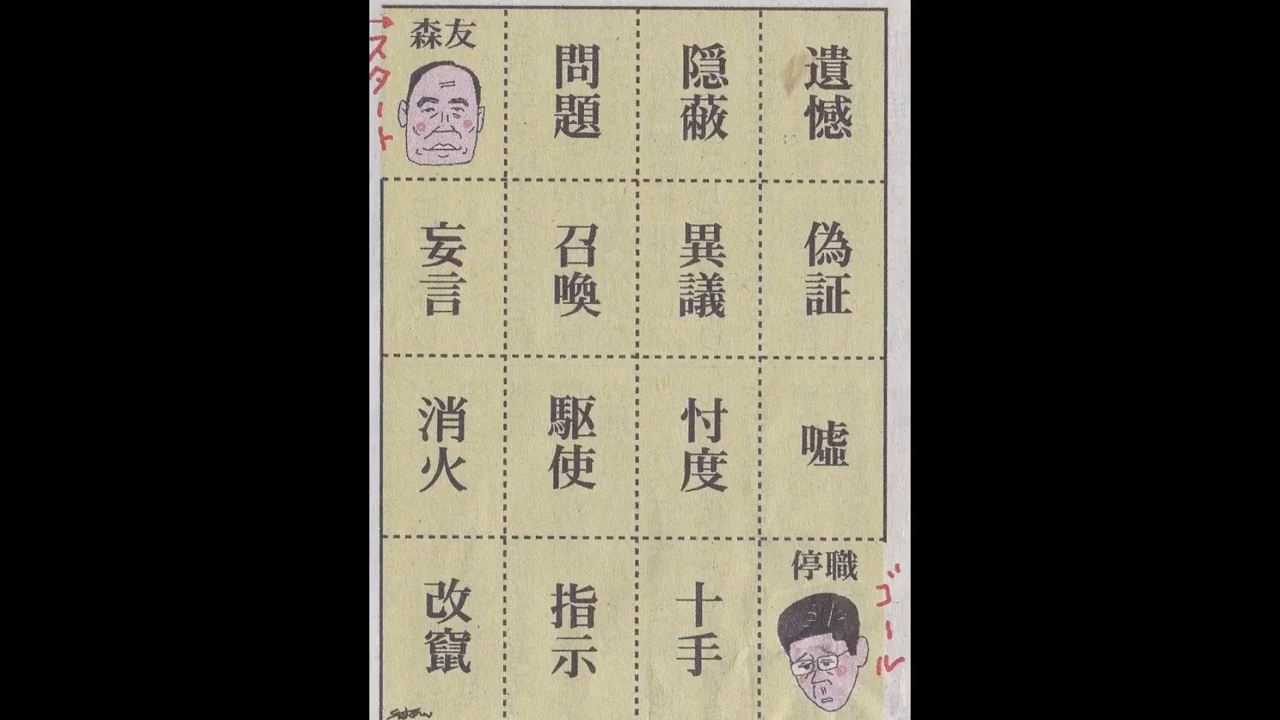 →スタート
森友
問題
隠蔽
遺憾
妄言
召喚
異議
偽証
消火
駆使
忖度
嘘
改竄
指示
十手
停職
ゴール